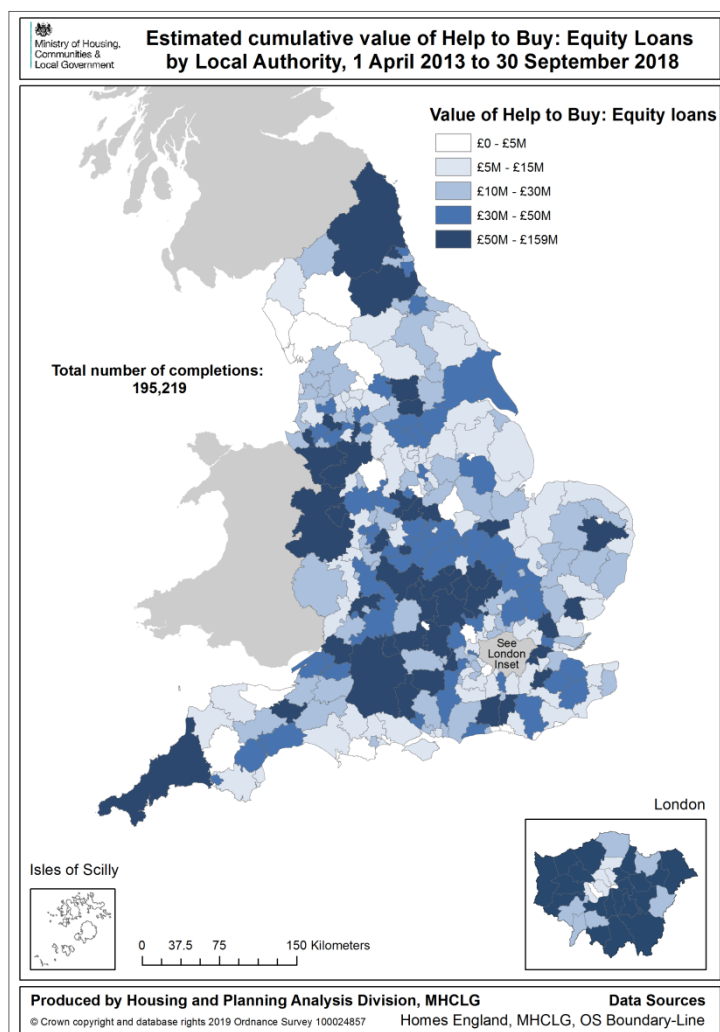 Ministry of Housing,
Communities &
Local Government
Estimated cumulative value of Help to Buy: Equity Loans
by Local Authority, 1 April 2013 to 30 September 2018
Value of Help to Buy: Equity loans
£0 - £5M
£5M - £15M
£10M - £30M
£30M - £50M
£50M - £159M
Total number of completions:
195,219
See
London
Inset
London
Isles of Scilly
0 37.5 75 150 Kilometers
Produced by Housing and Planning Analysis Division, MHCLG
Data Sources
© Crown copyright and database rights 2019 Ordnance Survey 100024857
Homes England, MHCLG, OS Boundary-Line